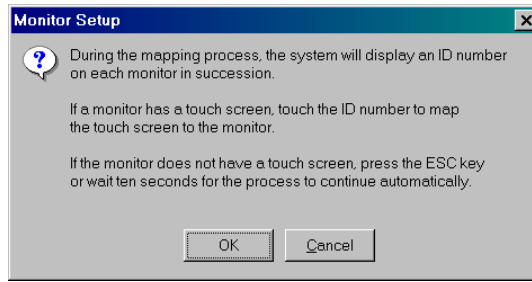 Monitor Setup
During the mapping process, the system will display an ID number
on each monitor in succession.
If a monitor has a touch screen, touch the ID number to map
the touch screen to the monitor.
If the monitor does not have a touch screen, press the ESC key
or wait ten seconds for the process to continue automatically.
OK Cancel